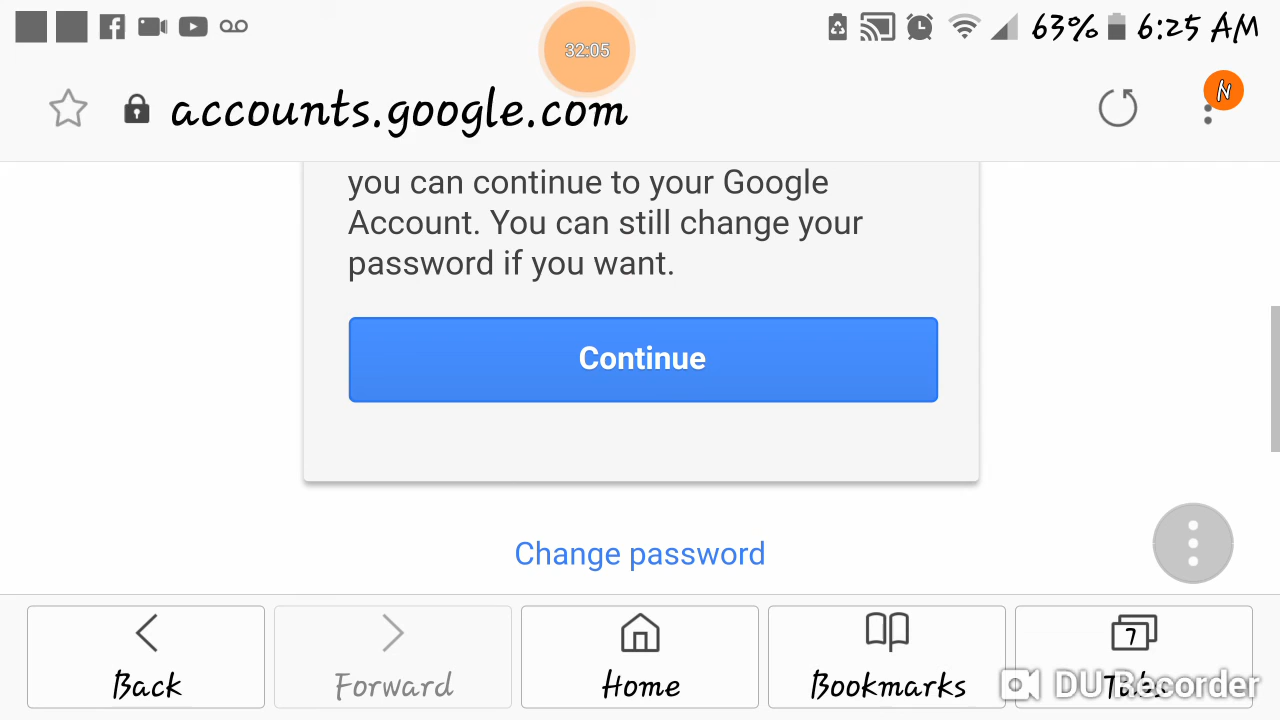 32:05
63% 6:25 AM
accounts.google.com
N
you can continue to your Google
Account. You can still change your
password if you want.
Continue
Change password
Back
Forward
Home
Bookmarks
7
Tabs
DU Recorder